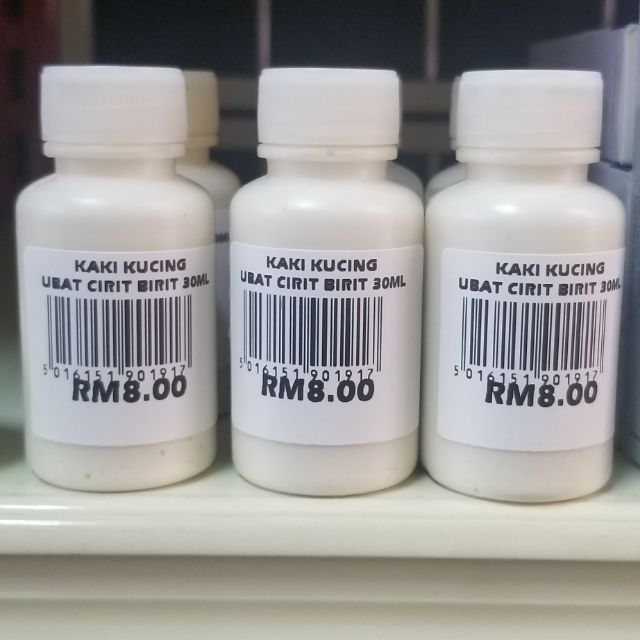 KAKI KUCING
UBAT CIRIT BIRIT 30ML
5 016151 901917
RM8.00
KAKI KUCING
UBAT CIRIT BIRIT 30ML
5 016151 901917
RM8.00
KAKI KUCING
UBAT CIRIT BIRIT 30ML
5 016151 901917
RM8.00